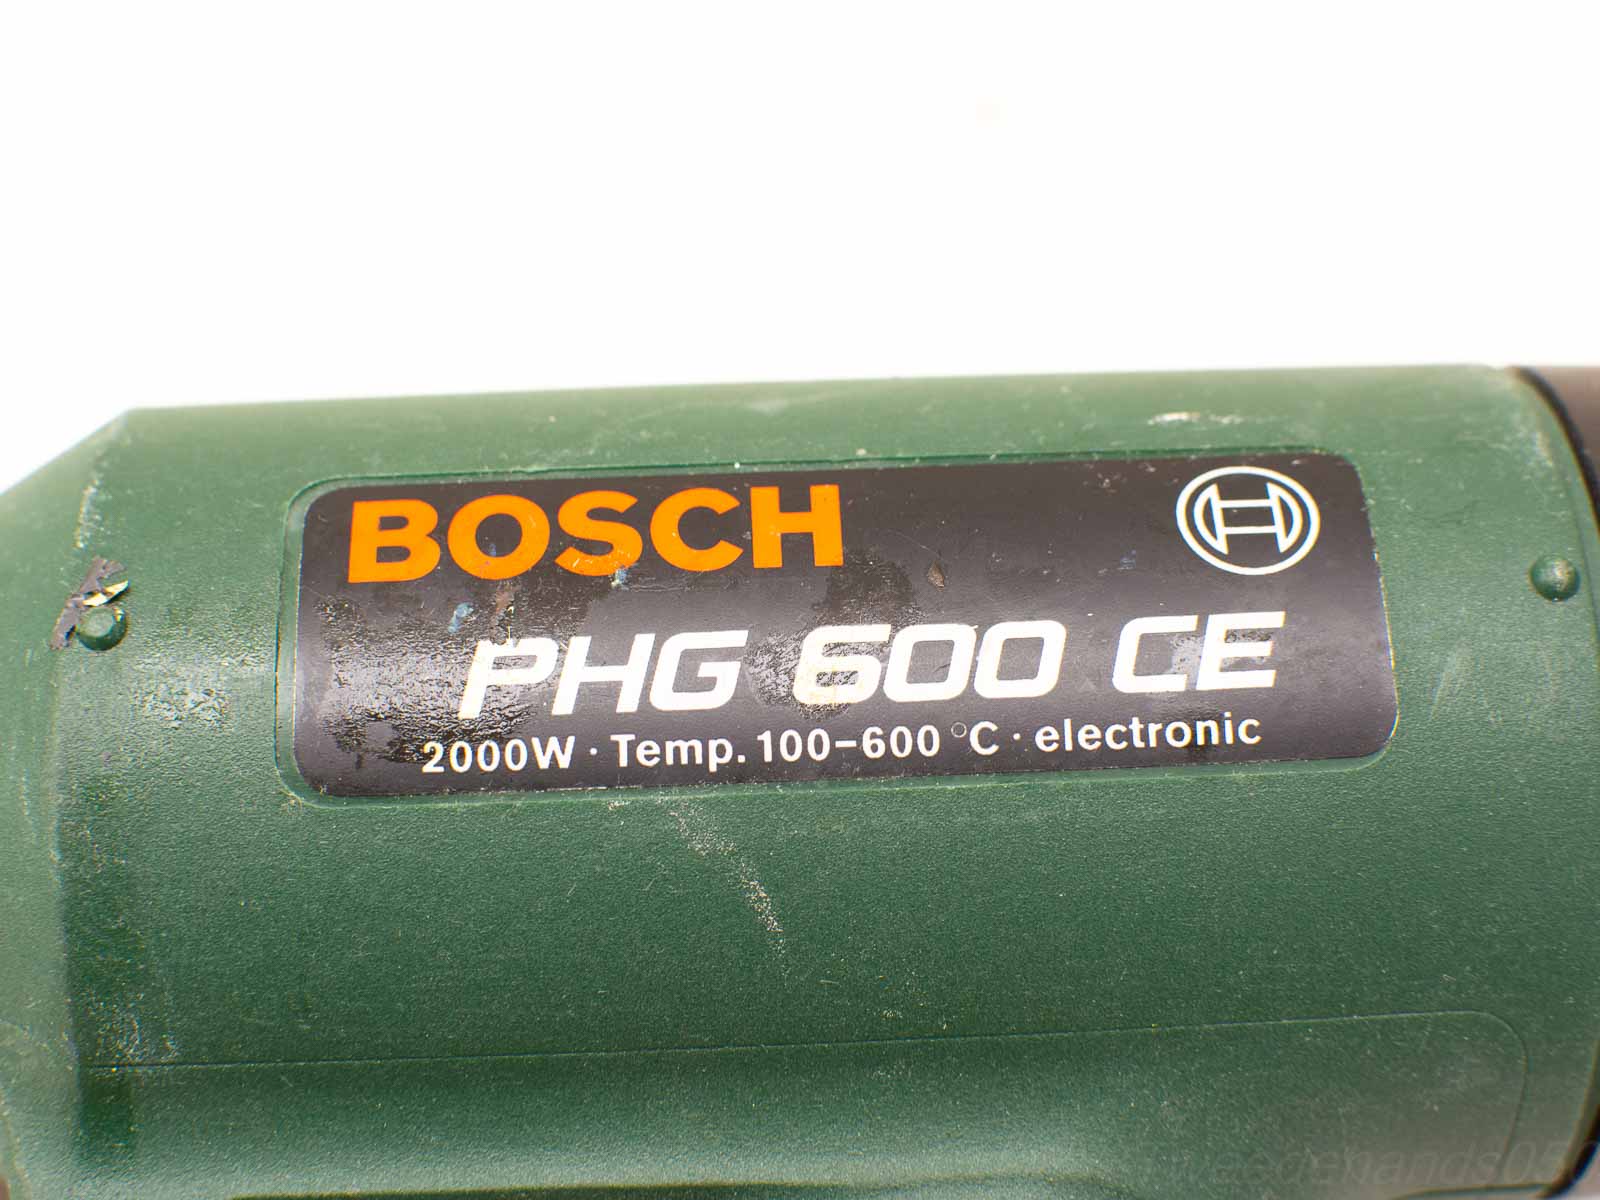 BOSCH
PHG 600 CE
2000W · Temp. 100-600 °C · electronic